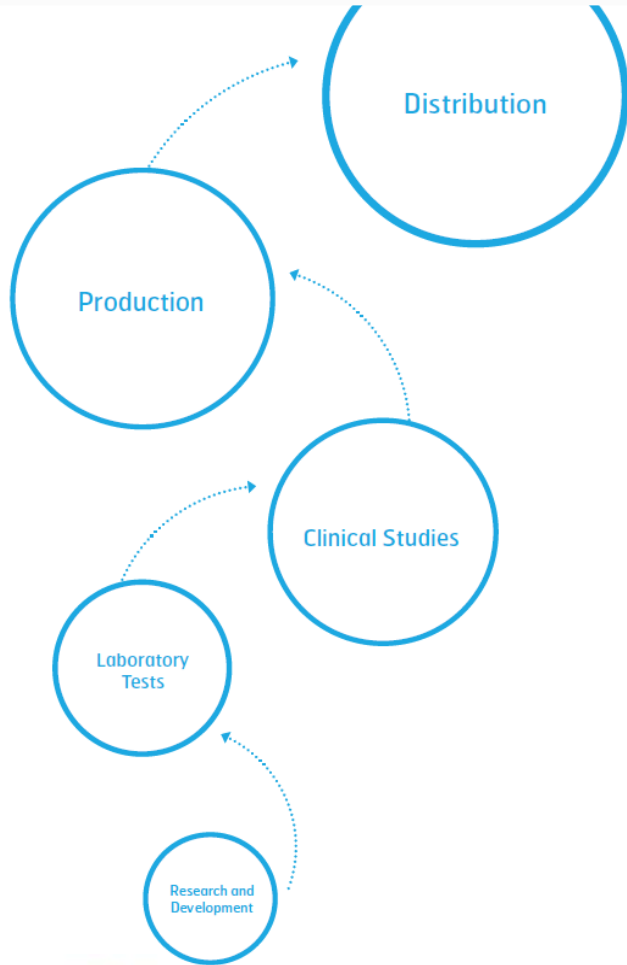 Distribution
Production
Clinical Studies
Laboratory
Tests
Research and
Development